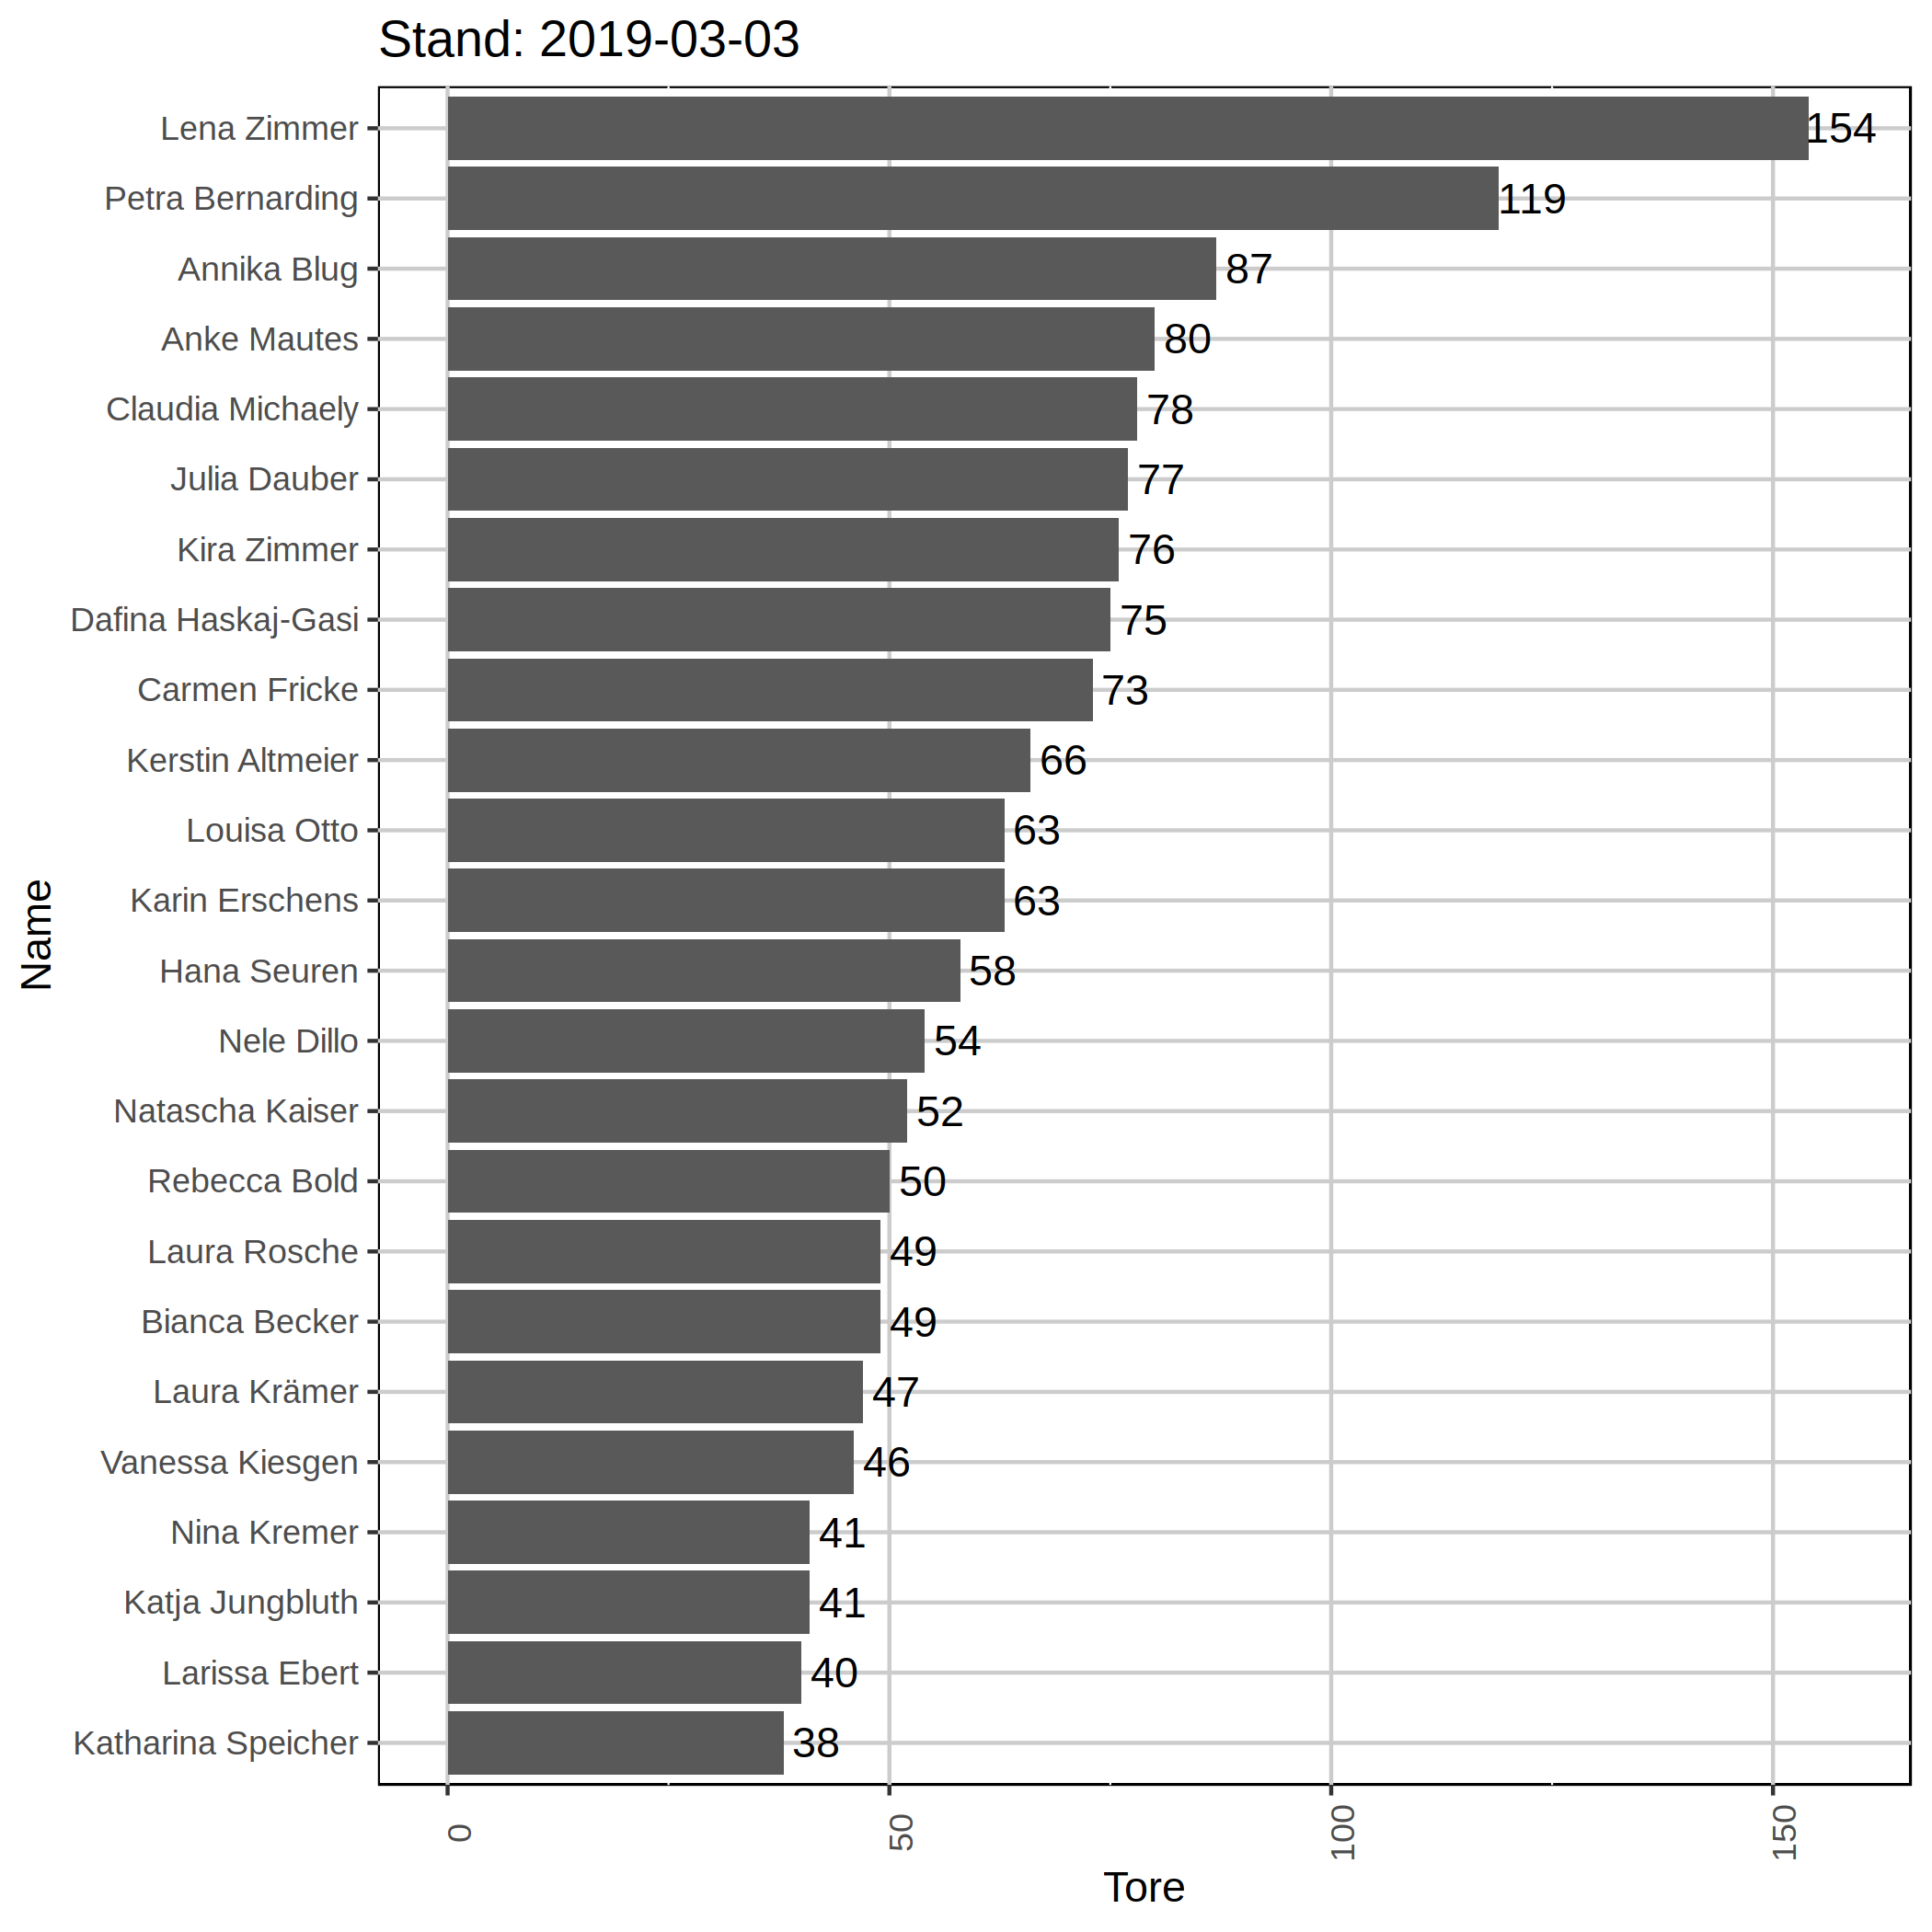 Stand: 2019-03-03
Lena Zimmer 154
Petra Bernarding 119
Annika Blug 87
Anke Mautes 80
Claudia Michaely 78
Julia Dauber 77
Kira Zimmer 76
Dafina Haskaj-Gasi 75
Carmen Fricke 73
Kerstin Altmeier 66
Louisa Otto 63
Karin Erschens 63
Hana Seuren 58
Nele Dillo 54
Natascha Kaiser 52
Rebecca Bold 50
Laura Rosche 49
Bianca Becker 49
Laura Krämer 47
Vanessa Kiesgen 46
Nina Kremer 41
Katja Jungbluth 41
Larissa Ebert 40
Katharina Speicher 38
Name
0 50 100 150
Tore